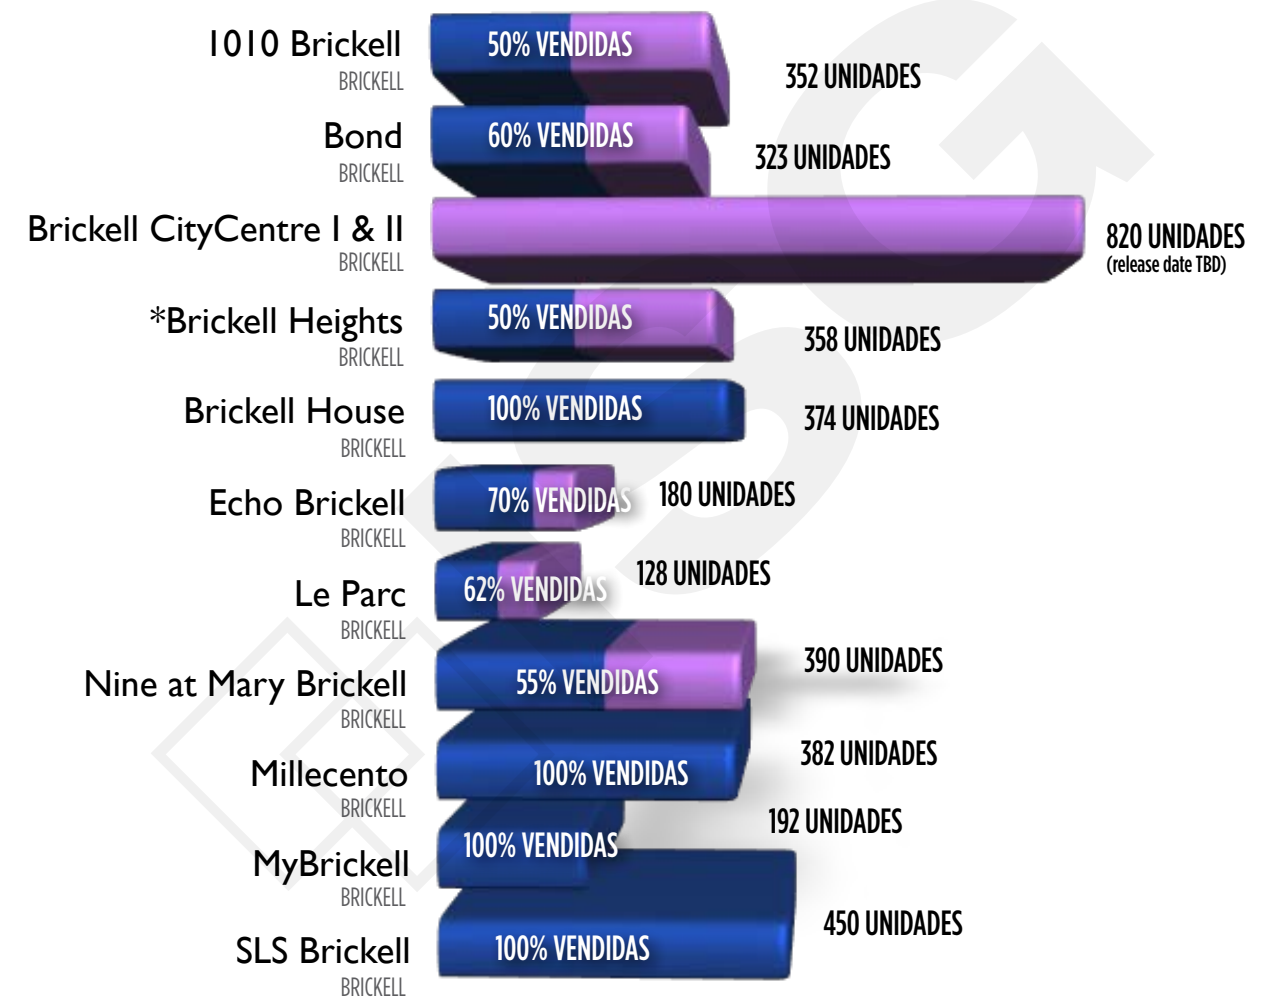 1010 Brickell
BRICKELL
50% VENDIDAS
352 UNIDADES
Bond
BRICKELL
60% VENDIDAS
323 UNIDADES
Brickell CityCentre I & II
BRICKELL
820 UNIDADES
(release date TBD)
*Brickell Heights
BRICKELL
50% VENDIDAS
358 UNIDADES
Brickell House
BRICKELL
100% VENDIDAS
374 UNIDADES
Echo Brickell
BRICKELL
70% VENDIDAS
180 UNIDADES
Le Parc
BRICKELL
62% VENDIDAS
128 UNIDADES
Nine at Mary Brickell
BRICKELL
55% VENDIDAS
390 UNIDADES
Millecento
BRICKELL
100% VENDIDAS
382 UNIDADES
MyBrickell
BRICKELL
100% VENDIDAS
192 UNIDADES
SLS Brickell
BRICKELL
100% VENDIDAS
450 UNIDADES